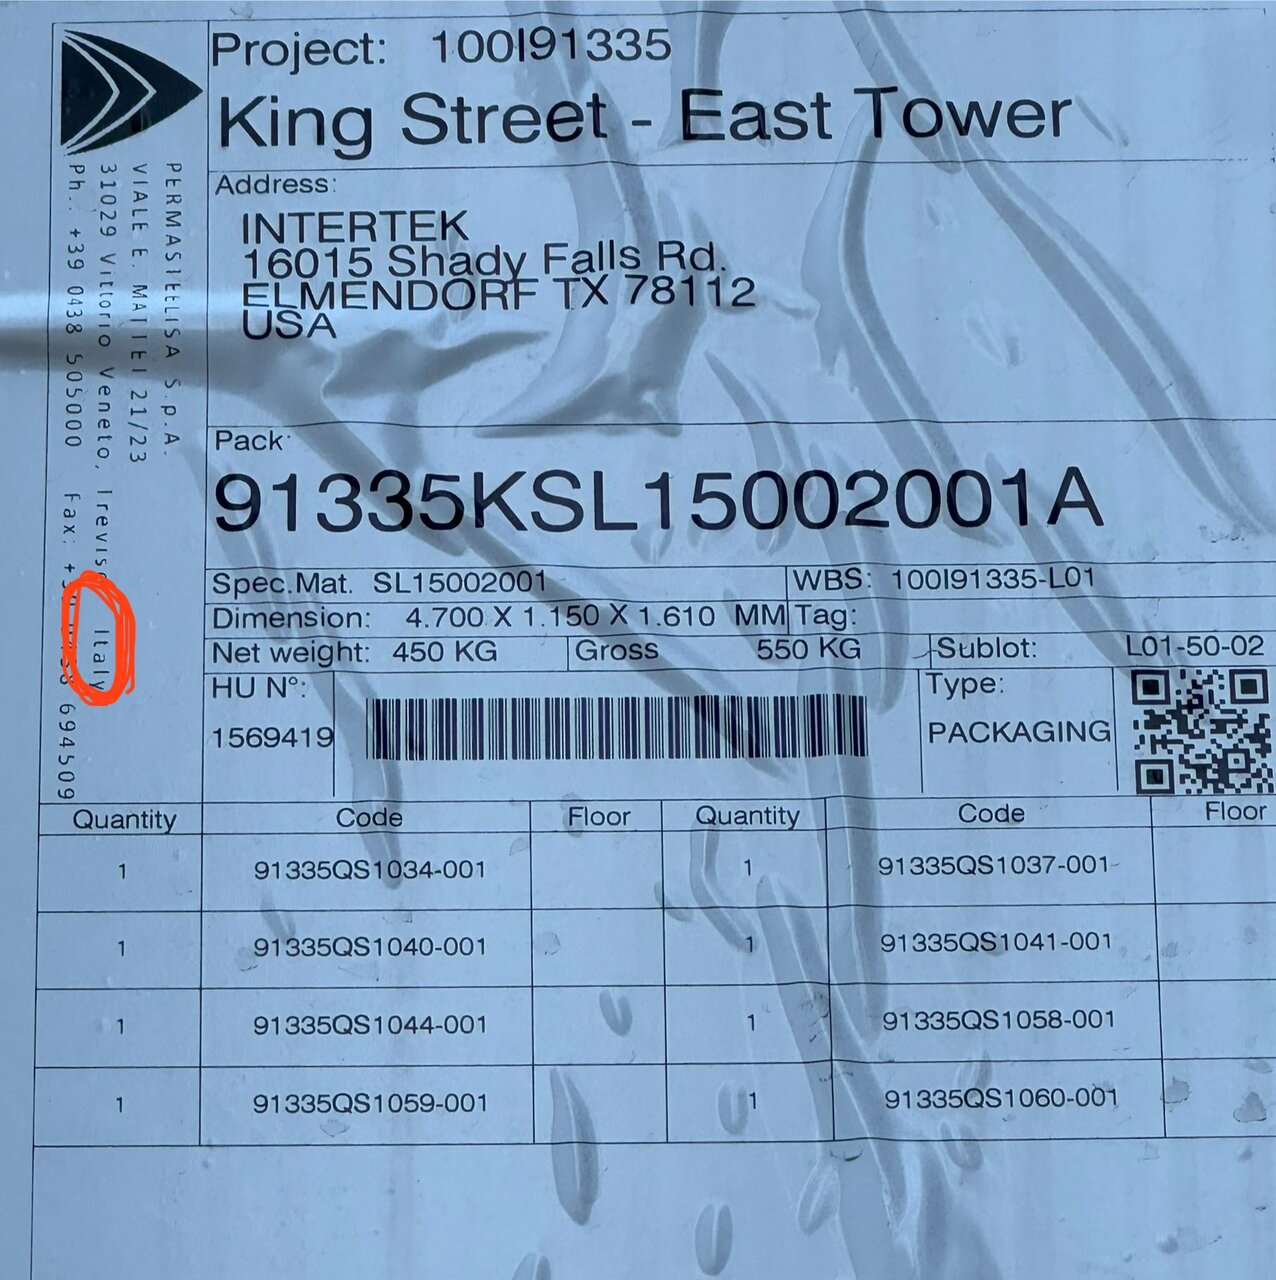 Project: 100I91335
King Street - East Tower
PERMASTEELISA S.p.A.
VIALE E. MATTEI 21/23
31029 Vittorio Veneto, Treviso Italy
Ph.: +39 0438 505000 Fax: 694509
Address:
INTERTEK
16015 Shady Falls Rd.
ELMENDORF TX 78112
USA
Pack:
91335KSL15002001A
Spec.Mat. SL15002001 WBS: 100I91335-L01
Dimension: 4.700 X 1.150 X 1.610 MM Tag:
Net weight: 450 KG Gross 550 KG Sublot: L01-50-02
HU N°: Type:
1569419 PACKAGING
Quantity Code Floor Quantity Code Floor
1 91335QS1034-001 1 91335QS1037-001
1 91335QS1040-001 1 91335QS1041-001
1 91335QS1044-001 1 91335QS1058-001
1 91335QS1059-001 1 91335QS1060-001